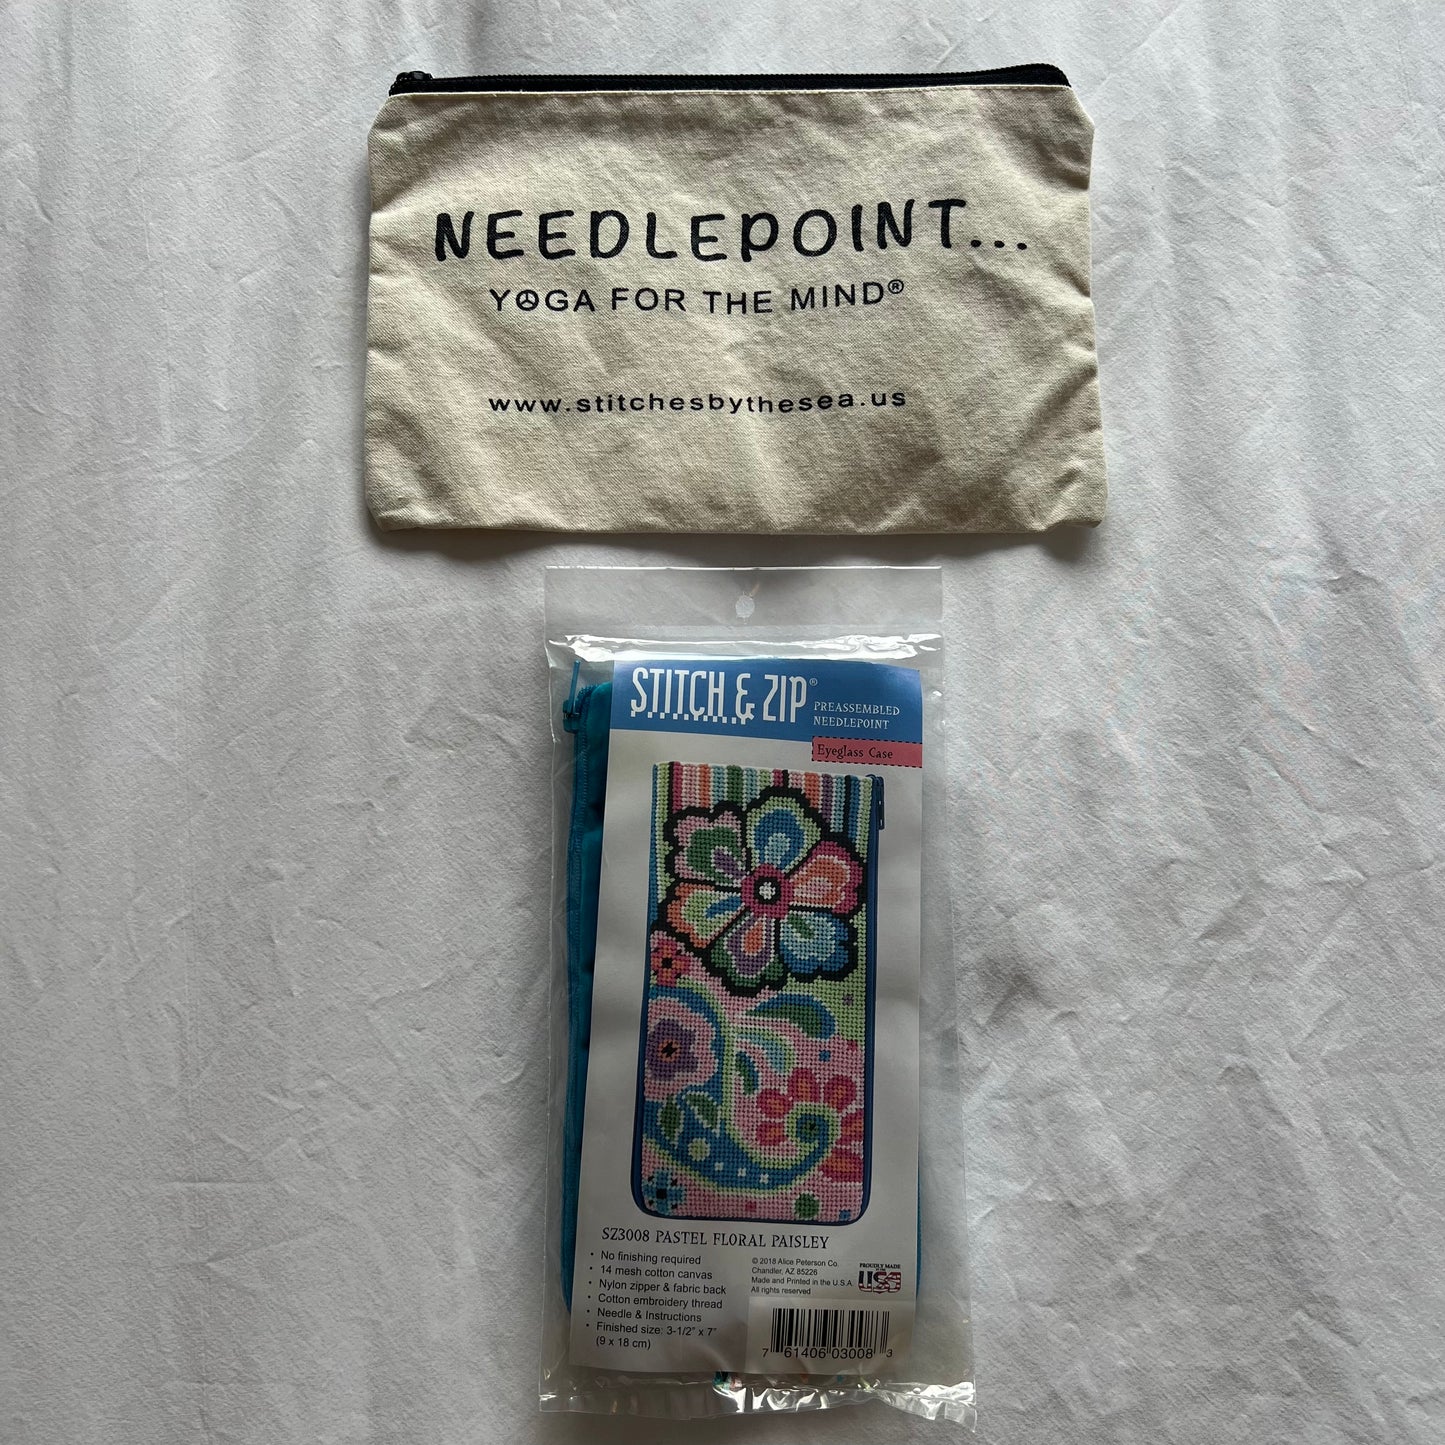 NEEDLEPOINT...
YOGA FOR THE MIND®
www.stitchesbythesea.us
STITCH & ZIP®
PREASSEMBLED
NEEDLEPOINT
Eyeglass Case
SZ3008 PASTEL FLORAL PAISLEY
• No finishing required
• 14 mesh cotton canvas
• Nylon zipper & fabric back
• Cotton embroidery thread
• Needle & Instructions
• Finished size: 3-1/2" x 7"
(9 x 18 cm)
© 2018 Alice Peterson Co.
Chandler, AZ 85226
Made and Printed in the U.S.A.
All rights reserved
PROUDLY MADE
IN THE
USA
7 61406 03008 3